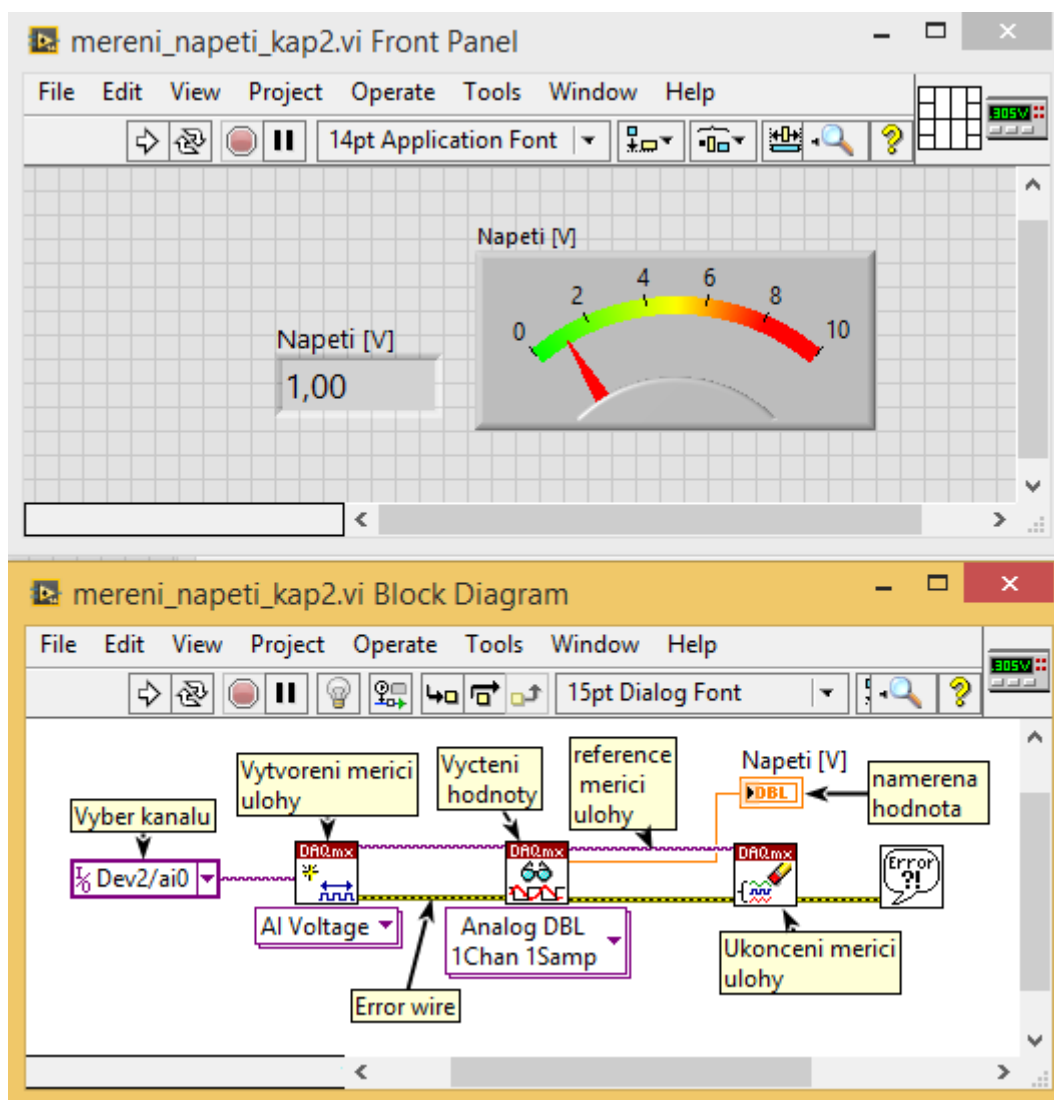 mereni_napeti_kap2.vi Front Panel
File Edit View Project Operate Tools Window Help
14pt Application Font
305V
Napeti [V]
0 2 4 6 8 10
Napeti [V]
1,00
mereni_napeti_kap2.vi Block Diagram
File Edit View Project Operate Tools Window Help
15pt Dialog Font
305V
Vyber kanalu
I/O Dev2/ai0
Vytvoreni merici
ulohy
DAQmx
AI Voltage
Vycteni
hodnoty
DAQmx
Analog DBL
1Chan 1Samp
Error wire
reference
merici
ulohy
Napeti [V]
DBL
namerena
hodnota
DAQmx
Ukonceni merici
ulohy
Error
?!